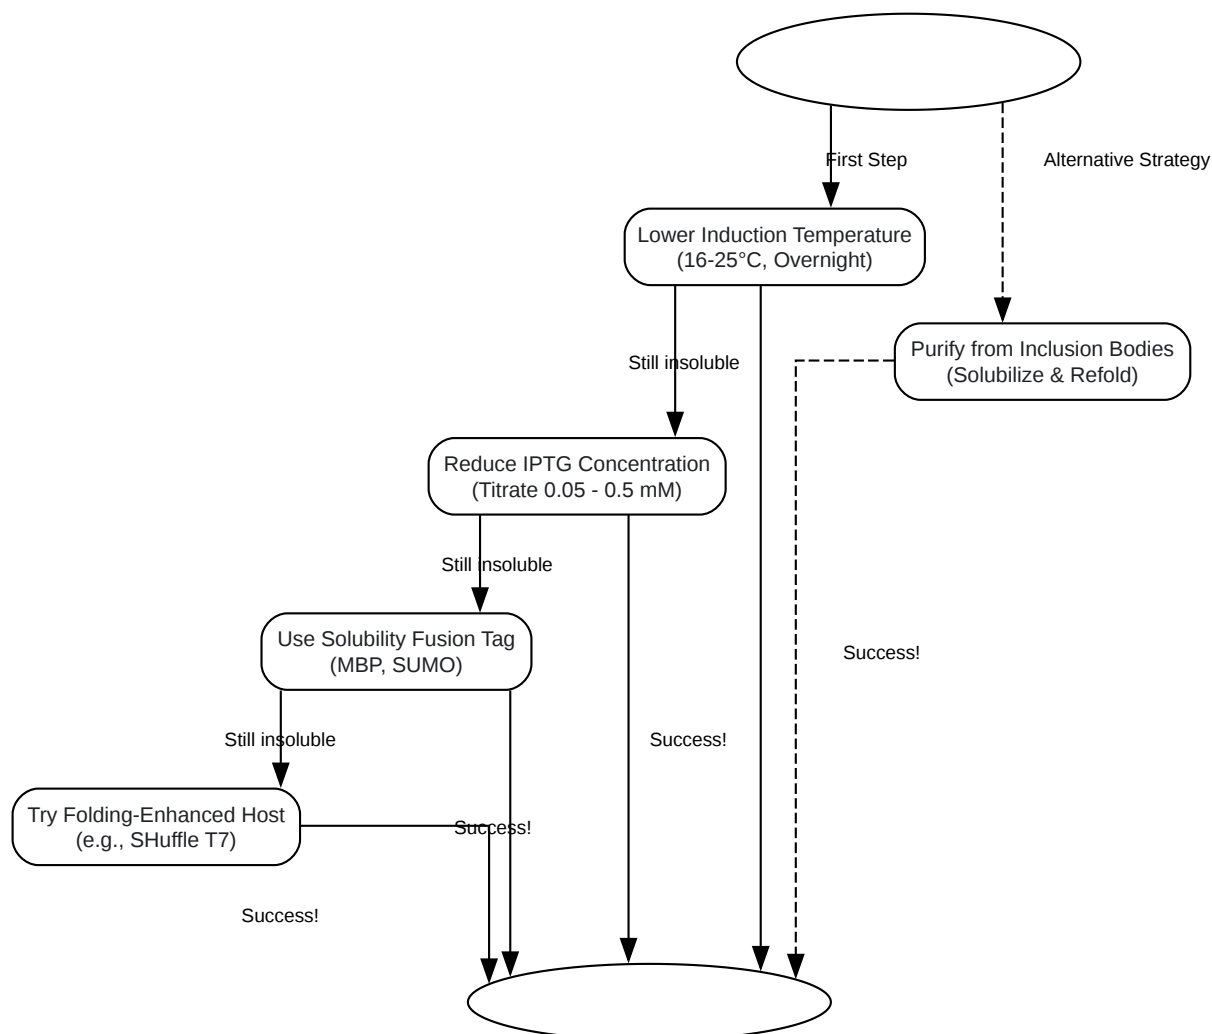 First Step
Alternative Strategy
Lower Induction Temperature
(16-25°C, Overnight)
Purify from Inclusion Bodies
(Solubilize & Refold)
Still insoluble
Reduce IPTG Concentration
(Titrate 0.05 - 0.5 mM)
Still insoluble
Use Solubility Fusion Tag
(MBP, SUMO)
Success!
Still insoluble
Success!
Try Folding-Enhanced Host
(e.g., SHuffle T7)
Success!
Success!